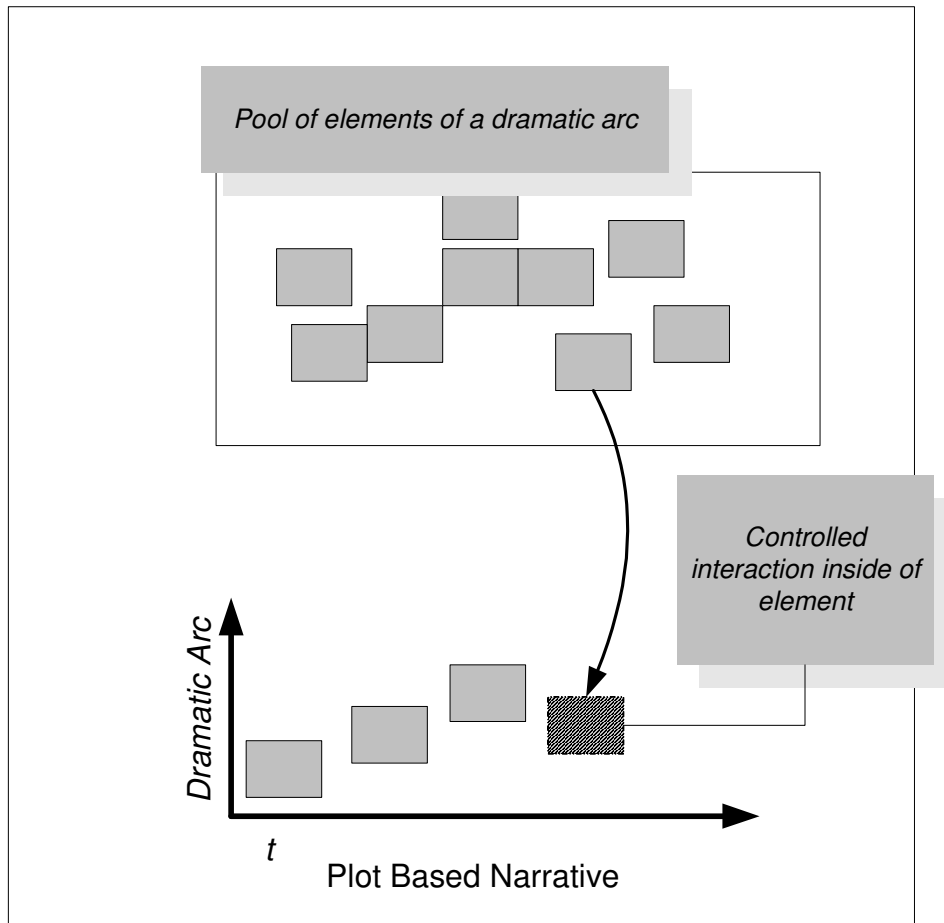 Pool of elements of a dramatic arc
Controlled
interaction inside of
element
Dramatic Arc
t
Plot Based Narrative